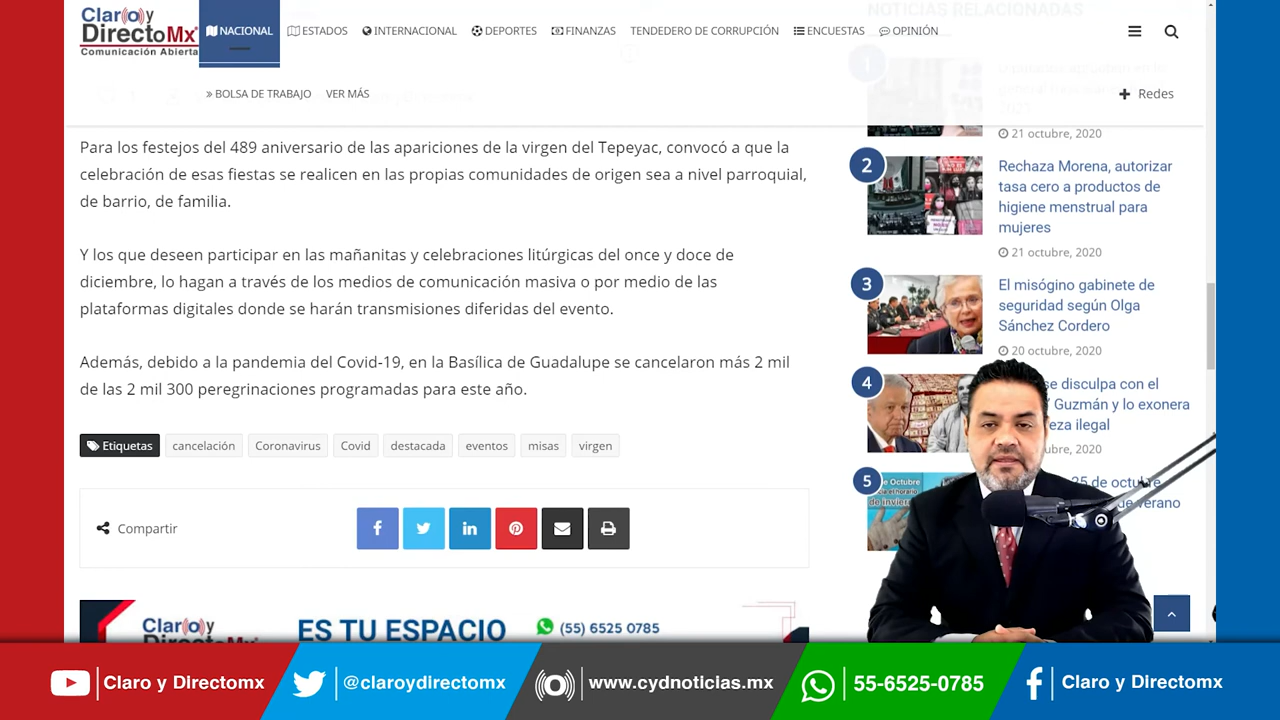 Claro y
DirectoMx
Comunicación Abierta
NACIONAL
ESTADOS
INTERNACIONAL
DEPORTES
FINANZAS
TENDEDERO DE CORRUPCIÓN
ENCUESTAS
OPINIÓN
» BOLSA DE TRABAJO
VER MÁS
+ Redes
NOTICIAS RELACIONADAS
Para los festejos del 489 aniversario de las apariciones de la virgen del Tepeyac, convocó a que la
celebración de esas fiestas se realicen en las propias comunidades de origen sea a nivel parroquial,
de barrio, de familia.
Y los que deseen participar en las mañanitas y celebraciones litúrgicas del once y doce de
diciembre, lo hagan a través de los medios de comunicación masiva o por medio de las
plataformas digitales donde se harán transmisiones diferidas del evento.
Además, debido a la pandemia del Covid-19, en la Basílica de Guadalupe se cancelaron más 2 mil
de las 2 mil 300 peregrinaciones programadas para este año.
Etiquetas
cancelación
Coronavirus
Covid
destacada
eventos
misas
virgen
Compartir
Claro y
DirectoMx
ES TU ESPACIO
(55) 6525 0785
1
21 octubre, 2020
2
Rechaza Morena, autorizar
tasa cero a productos de
higiene menstrual para
mujeres
21 octubre, 2020
3
El misógino gabinete de
seguridad según Olga
Sánchez Cordero
20 octubre, 2020
4
se disculpa con el
Guzmán y lo exonera
ilegal
2020
5
25 de octubre
verano
Claro y Directomx
@claroydirectomx
www.cydnoticias.mx
55-6525-0785
Claro y Directomx